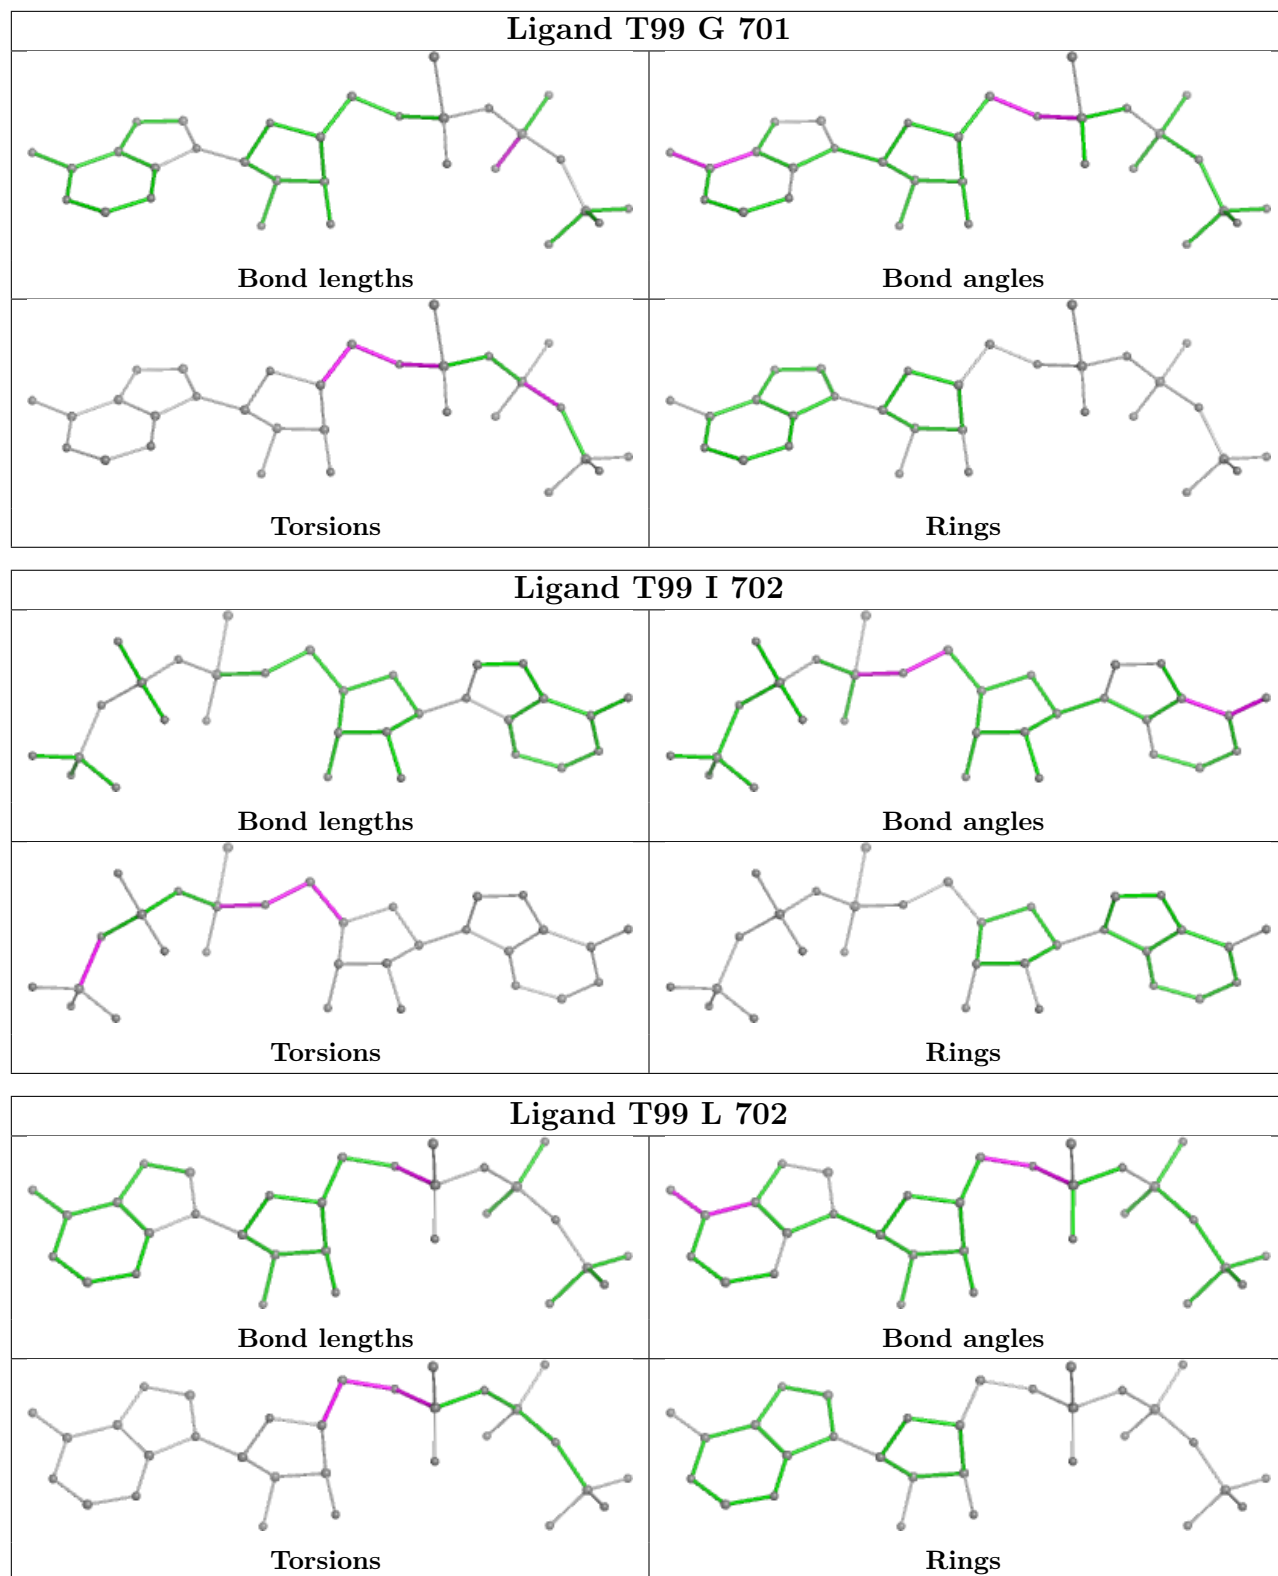 Ligand T99 G 701
Bond lengths
Bond angles
Torsions
Rings
Ligand T99 I 702
Bond lengths
Bond angles
Torsions
Rings
Ligand T99 L 702
Bond lengths
Bond angles
Torsions
Rings